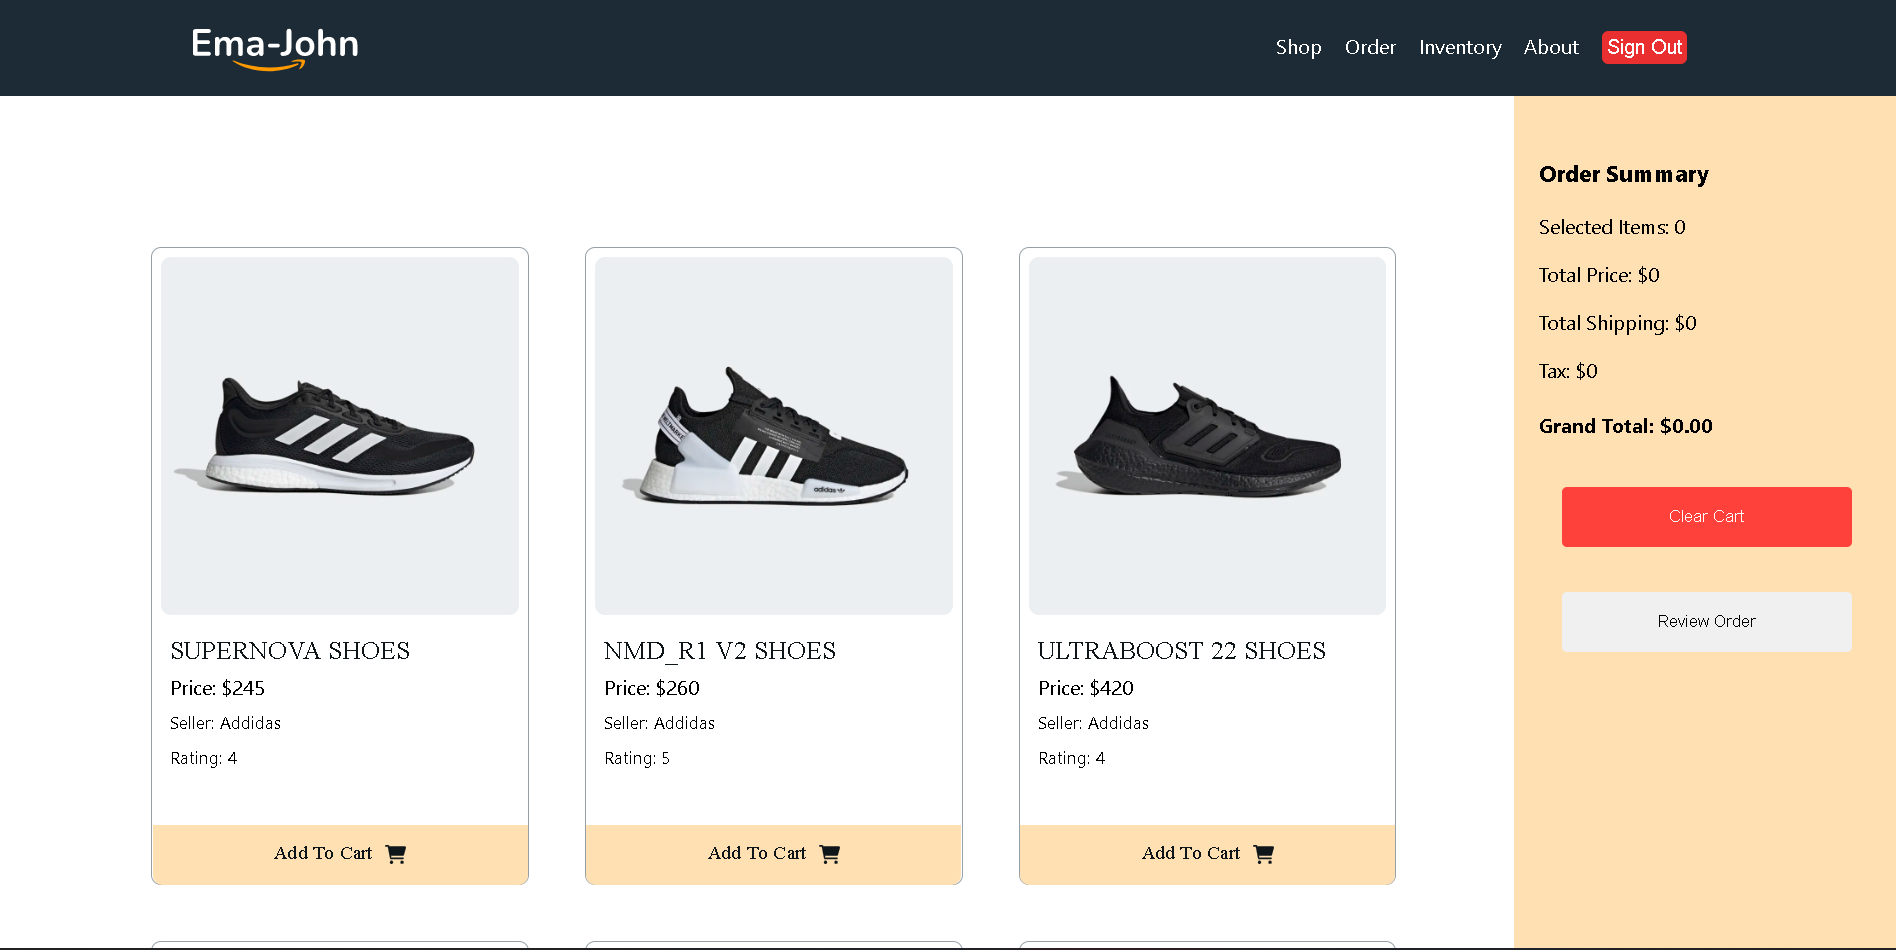 Ema-John
Shop Order Inventory About Sign Out
Order Summary
Selected Items: 0
Total Price: $0
Total Shipping: $0
Tax: $0
Grand Total: $0.00
Clear Cart
Review Order
adidas
SUPERNOVA SHOES
Price: $245
Seller: Addidas
Rating: 4
Add To Cart
NMD_R1 V2 SHOES
Price: $260
Seller: Addidas
Rating: 5
Add To Cart
ULTRABOOST 22 SHOES
Price: $420
Seller: Addidas
Rating: 4
Add To Cart